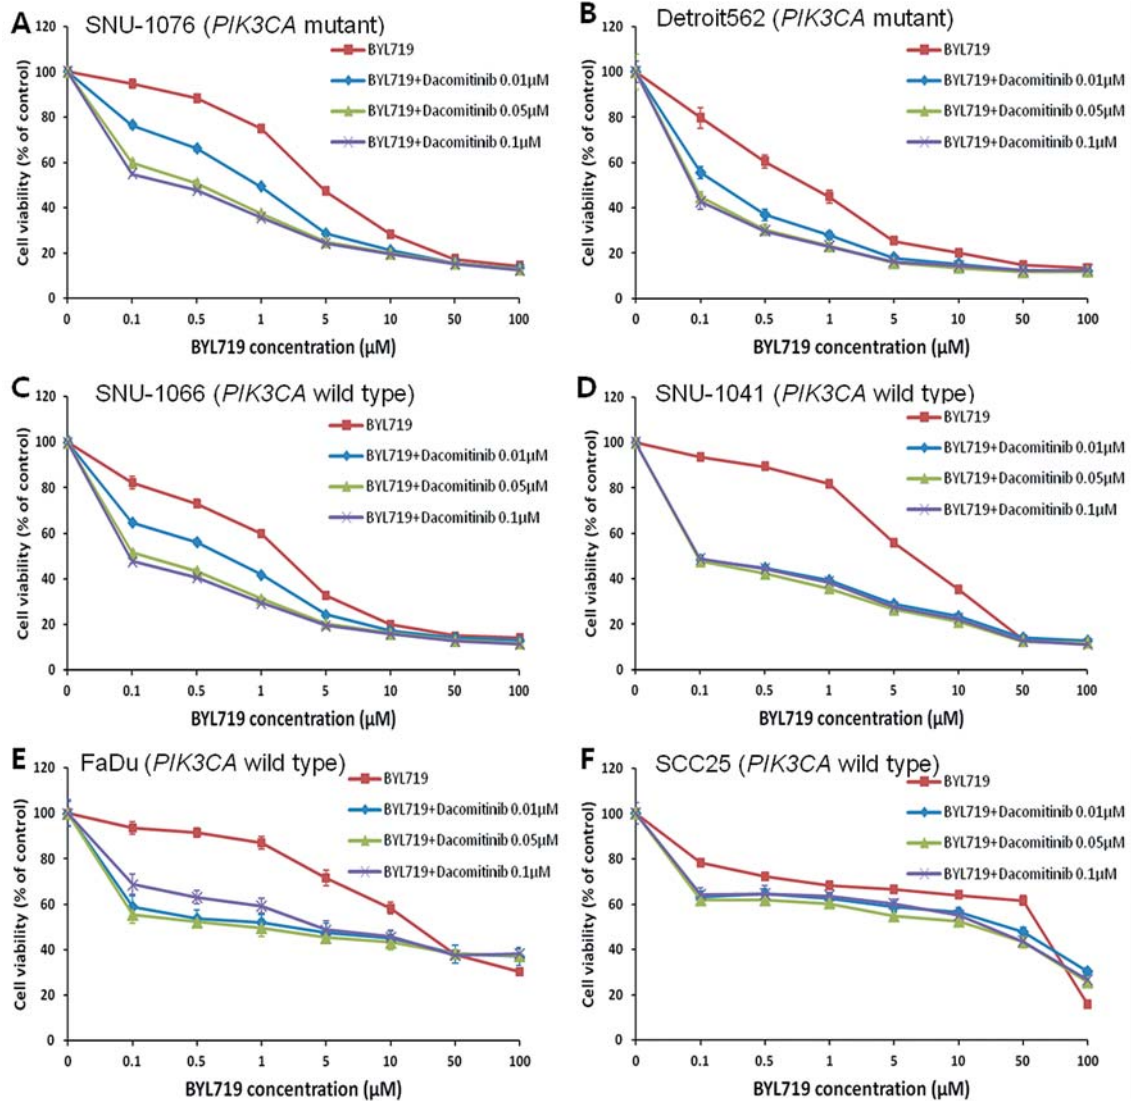 A SNU-1076 (PIK3CA mutant)
120
100
80
60
40
20
0
Cell viability (% of control)
BYL719
BYL719+Dacomitinib 0.01µM
BYL719+Dacomitinib 0.05µM
BYL719+Dacomitinib 0.1µM
0 0.1 0.5 1 5 10 50 100
BYL719 concentration (µM)
B Detroit562 (PIK3CA mutant)
120
100
80
60
40
20
0
Cell viability (% of control)
BYL719
BYL719+Dacomitinib 0.01µM
BYL719+Dacomitinib 0.05µM
BYL719+Dacomitinib 0.1µM
0 0.1 0.5 1 5 10 50 100
BYL719 concentration (µM)
C SNU-1066 (PIK3CA wild type)
120
100
80
60
40
20
0
Cell viability (% of control)
BYL719
BYL719+Dacomitinib 0.01µM
BYL719+Dacomitinib 0.05µM
BYL719+Dacomitinib 0.1µM
0 0.1 0.5 1 5 10 50 100
BYL719 concentration (µM)
D SNU-1041 (PIK3CA wild type)
120
100
80
60
40
20
0
Cell viability (% of control)
BYL719
BYL719+Dacomitinib 0.01µM
BYL719+Dacomitinib 0.05µM
BYL719+Dacomitinib 0.1µM
0 0.1 0.5 1 5 10 50 100
BYL719 concentration (µM)
E FaDu (PIK3CA wild type)
120
100
80
60
40
20
0
Cell viability (% of control)
BYL719
BYL719+Dacomitinib 0.01µM
BYL719+Dacomitinib 0.05µM
BYL719+Dacomitinib 0.1µM
0 0.1 0.5 1 5 10 50 100
BYL719 concentration (µM)
F SCC25 (PIK3CA wild type)
120
100
80
60
40
20
0
Cell viability (% of control)
BYL719
BYL719+Dacomitinib 0.01µM
BYL719+Dacomitinib 0.05µM
BYL719+Dacomitinib 0.1µM
0 0.1 0.5 1 5 10 50 100
BYL719 concentration (µM)